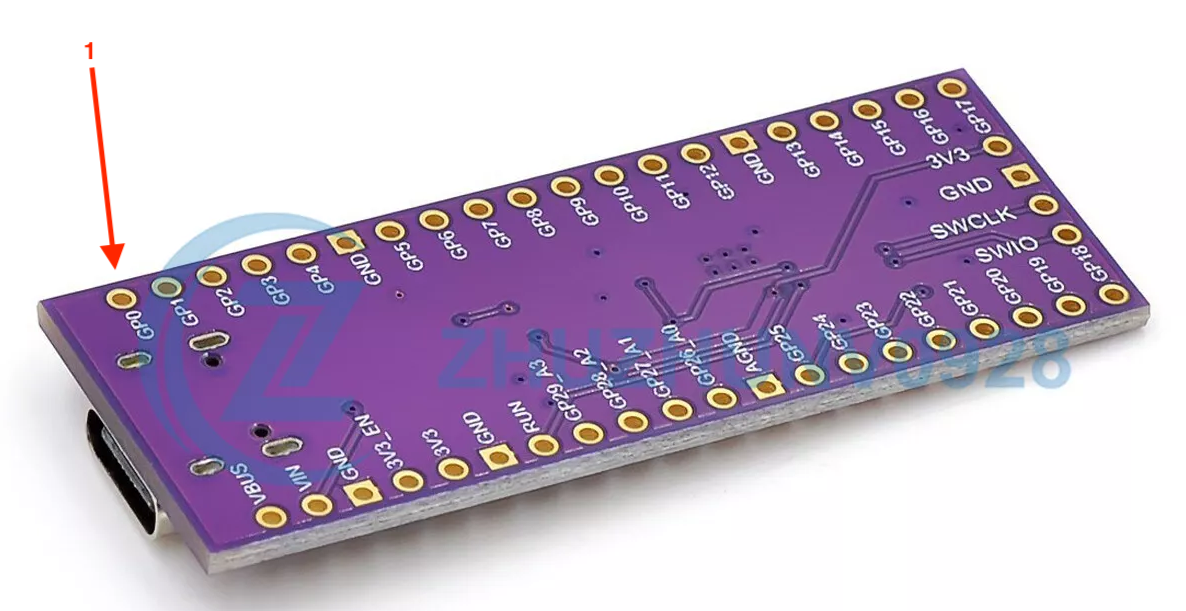 1
GP0
GP1
GP2
GP3
GP4
GND
GP5
GP6
GP7
GP8
GP9
GP10
GP11
GP12
GND
GP13
GP14
GP15
GP16
GP17
3V3
GND
SWCLK
SWIO
VBUS
VIN
GND
3V3_EN
3V3
GND
RUN
GP29_A3
GP28_A2
GP27_A1
GP26_A0
AGND
GP25
GP24
GP23
GP22
GP21
GP20
GP19
GP18